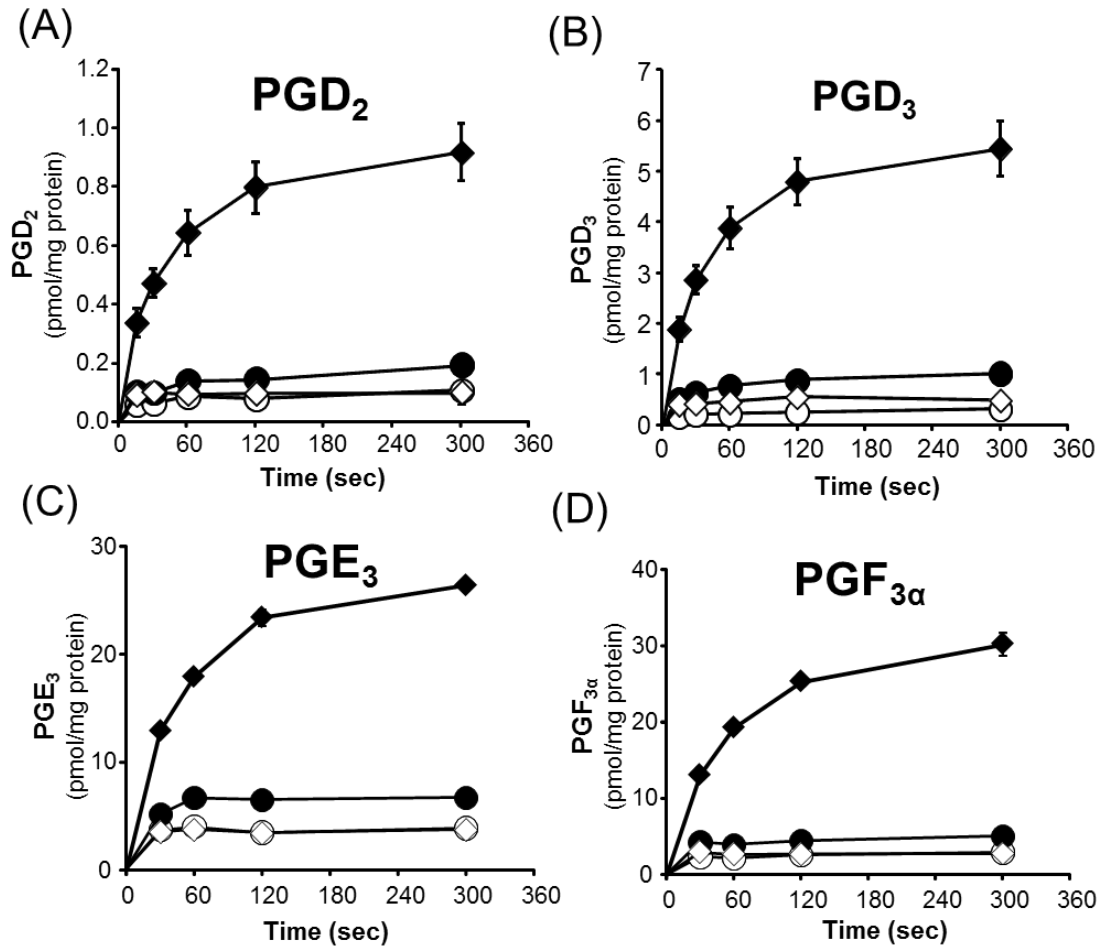 (A)
PGD₂
PGD₂
(pmol/mg protein)
1.2
1.0
0.8
0.6
0.4
0.2
0.0
0 60 120 180 240 300 360
Time (sec)
(B)
PGD₃
PGD₃
(pmol/mg protein)
7
6
5
4
3
2
1
0
0 60 120 180 240 300 360
Time (sec)
(C)
PGE₃
PGE₃
(pmol/mg protein)
30
20
10
0
0 60 120 180 240 300 360
Time (sec)
(D)
PGF₃α
PGF₃α
(pmol/mg protein)
40
30
20
10
0
0 60 120 180 240 300 360
Time (sec)